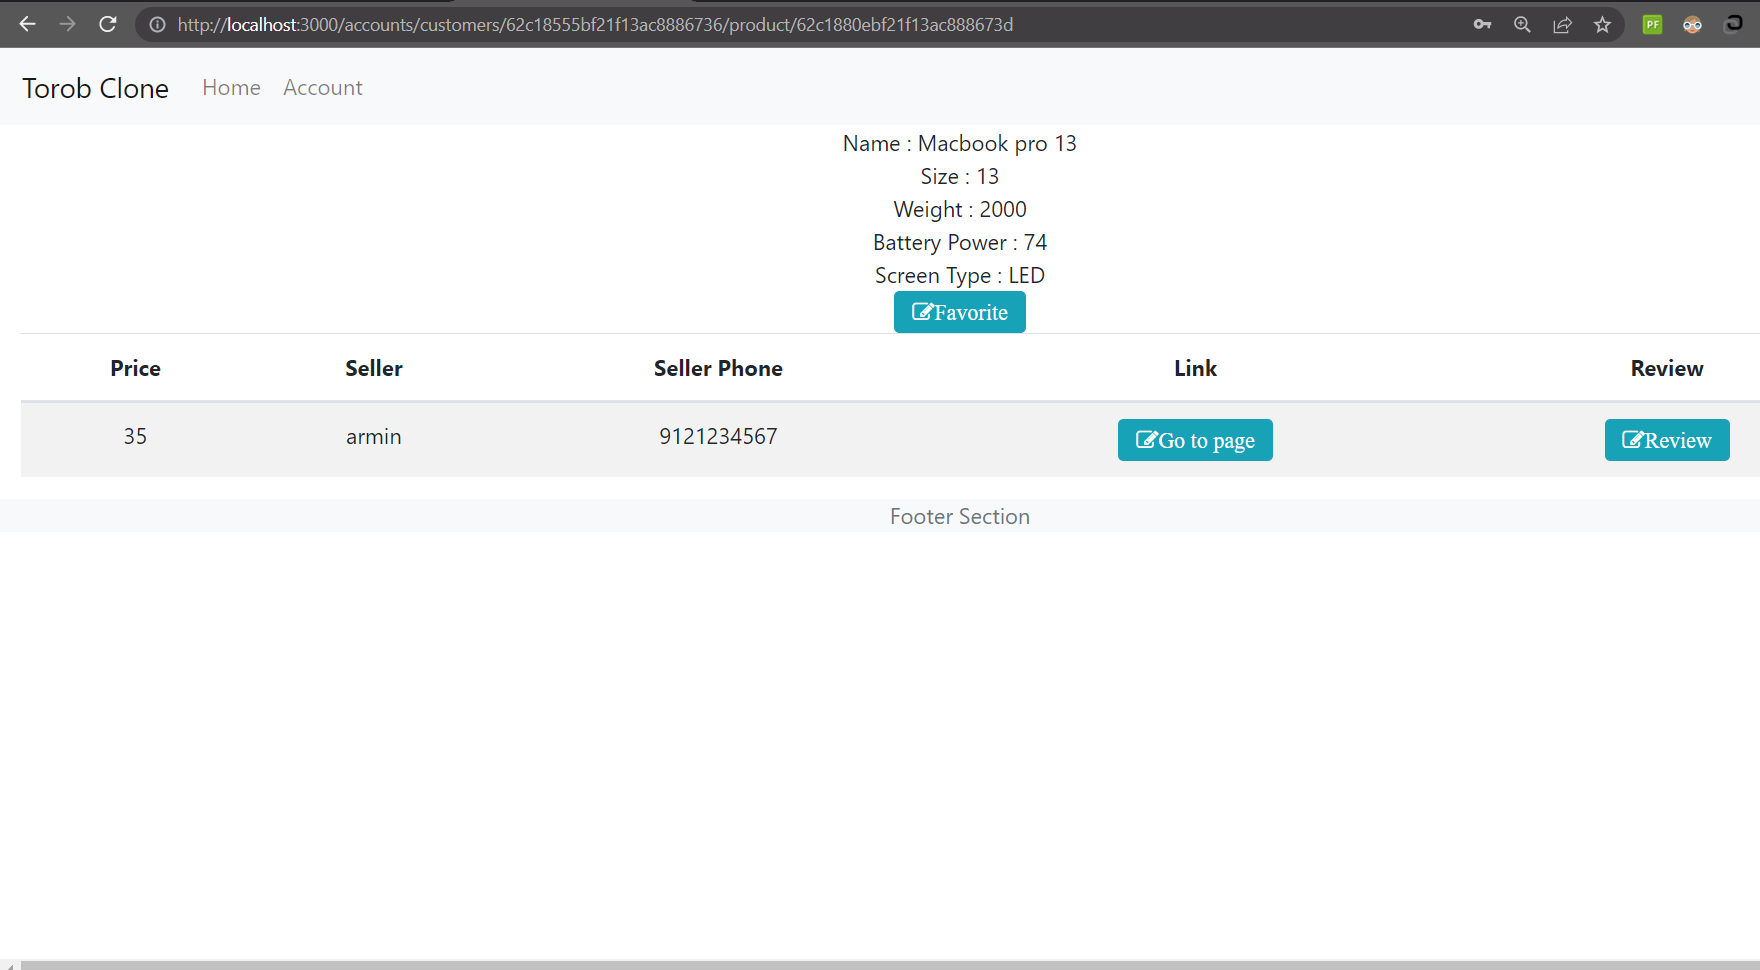 http://localhost:3000/accounts/customers/62c18555bf21f13ac8886736/product/62c1880ebf21f13ac888673d
PF
Torob Clone Home Account
Name : Macbook pro 13
Size : 13
Weight : 2000
Battery Power : 74
Screen Type : LED
Favorite
Price Seller Seller Phone Link Review
35 armin 9121234567 Go to page Review
Footer Section